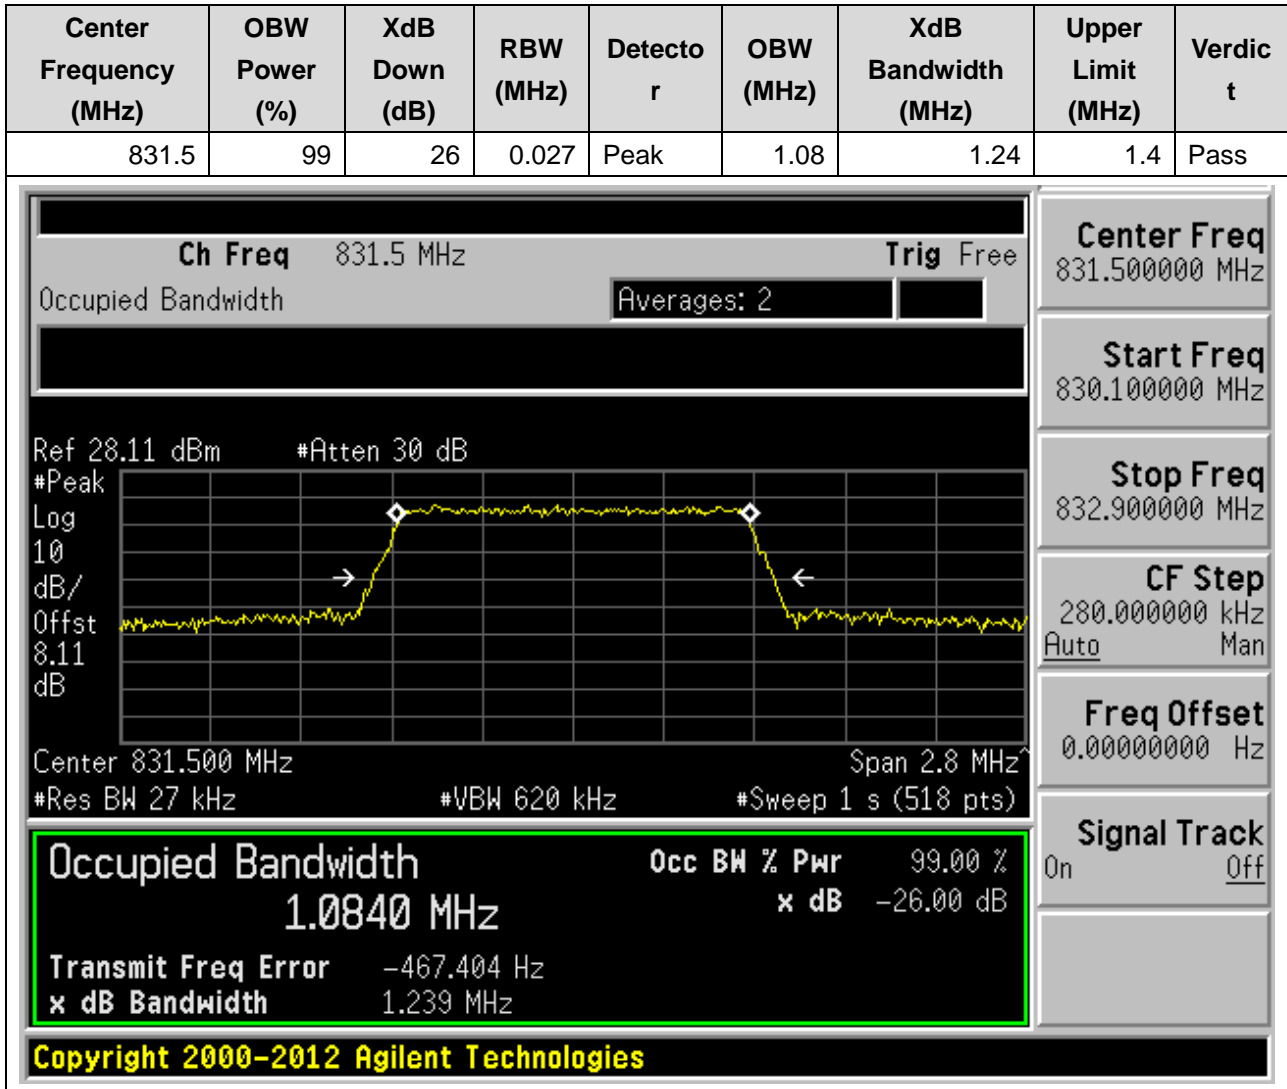 Center Frequency (MHz) OBW Power (%) XdB Down (dB) RBW (MHz) Detecto r OBW (MHz) XdB Bandwidth (MHz) Upper Limit (MHz) Verdic t
831.5 99 26 0.027 Peak 1.08 1.24 1.4 Pass
Ch Freq 831.5 MHz Trig Free
Occupied Bandwidth Averages: 2
Ref 28.11 dBm #Atten 30 dB
#Peak
Log
10
dB/
Offst
8.11
dB
Center 831.500 MHz Span 2.8 MHz^
#Res BW 27 kHz #VBW 620 kHz #Sweep 1 s (518 pts)
Occupied Bandwidth Occ BW % Pwr 99.00 %
1.0840 MHz x dB -26.00 dB
Transmit Freq Error -467.404 Hz
x dB Bandwidth 1.239 MHz
Center Freq
831.500000 MHz
Start Freq
830.100000 MHz
Stop Freq
832.900000 MHz
CF Step
280.000000 kHz
Auto Man
Freq Offset
0.00000000 Hz
Signal Track
On Off
Copyright 2000-2012 Agilent Technologies